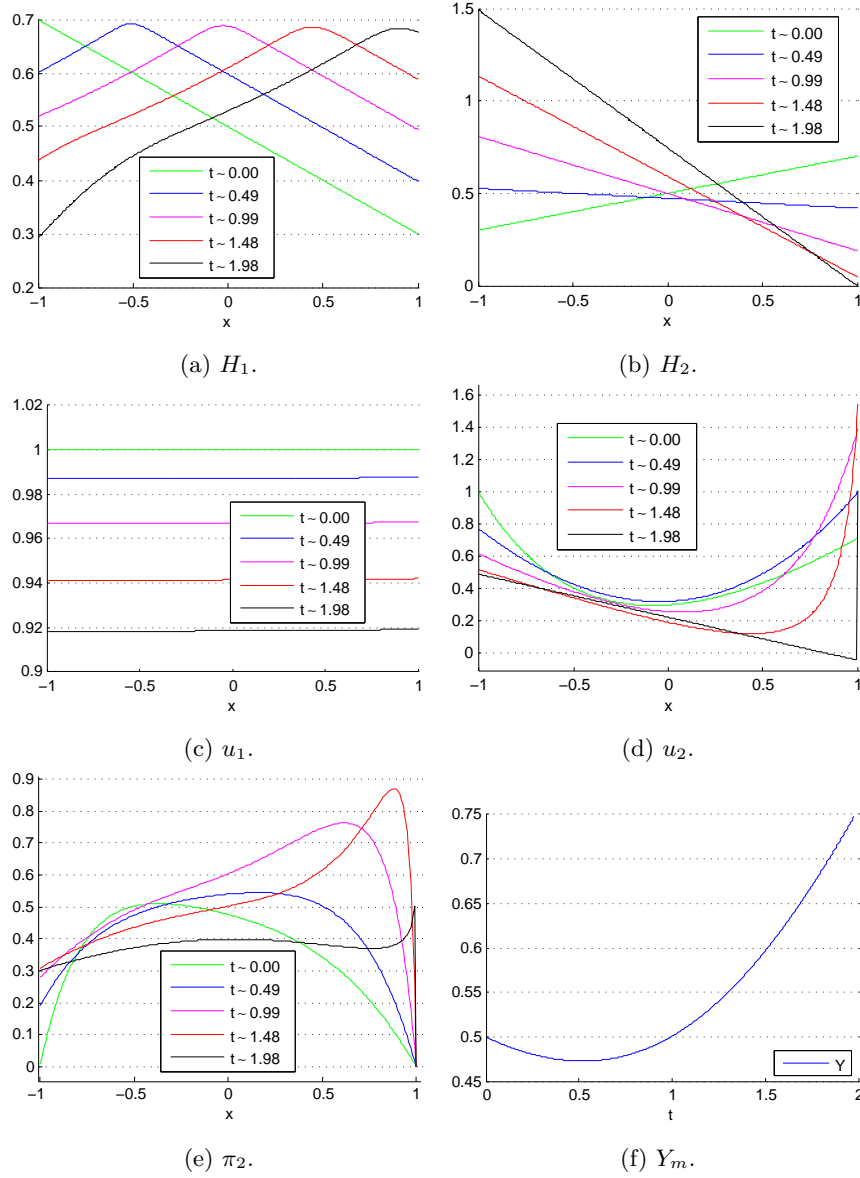 0.7
0.6
0.5
0.4
0.3
0.2
t ~ 0.00
t ~ 0.49
t ~ 0.99
t ~ 1.48
t ~ 1.98
−1 −0.5 0 0.5 1
x
(a) H₁.
1.5
1
0.5
0
t ~ 0.00
t ~ 0.49
t ~ 0.99
t ~ 1.48
t ~ 1.98
−1 −0.5 0 0.5 1
x
(b) H₂.
1.02
1
0.98
0.96
0.94
0.92
0.9
t ~ 0.00
t ~ 0.49
t ~ 0.99
t ~ 1.48
t ~ 1.98
−1 −0.5 0 0.5 1
x
(c) u₁.
1.6
1.4
1.2
1.0
0.8
0.6
0.4
0.2
0
t ~ 0.00
t ~ 0.49
t ~ 0.99
t ~ 1.48
t ~ 1.98
−1 −0.5 0 0.5 1
x
(d) u₂.
0.9
0.8
0.7
0.6
0.5
0.4
0.3
0.2
0.1
0
t ~ 0.00
t ~ 0.49
t ~ 0.99
t ~ 1.48
t ~ 1.98
−1 −0.5 0 0.5 1
x
(e) π₂.
0.75
0.7
0.65
0.6
0.55
0.5
0.45
Y
0 0.5 1 1.5 2
t
(f) Yₘ.